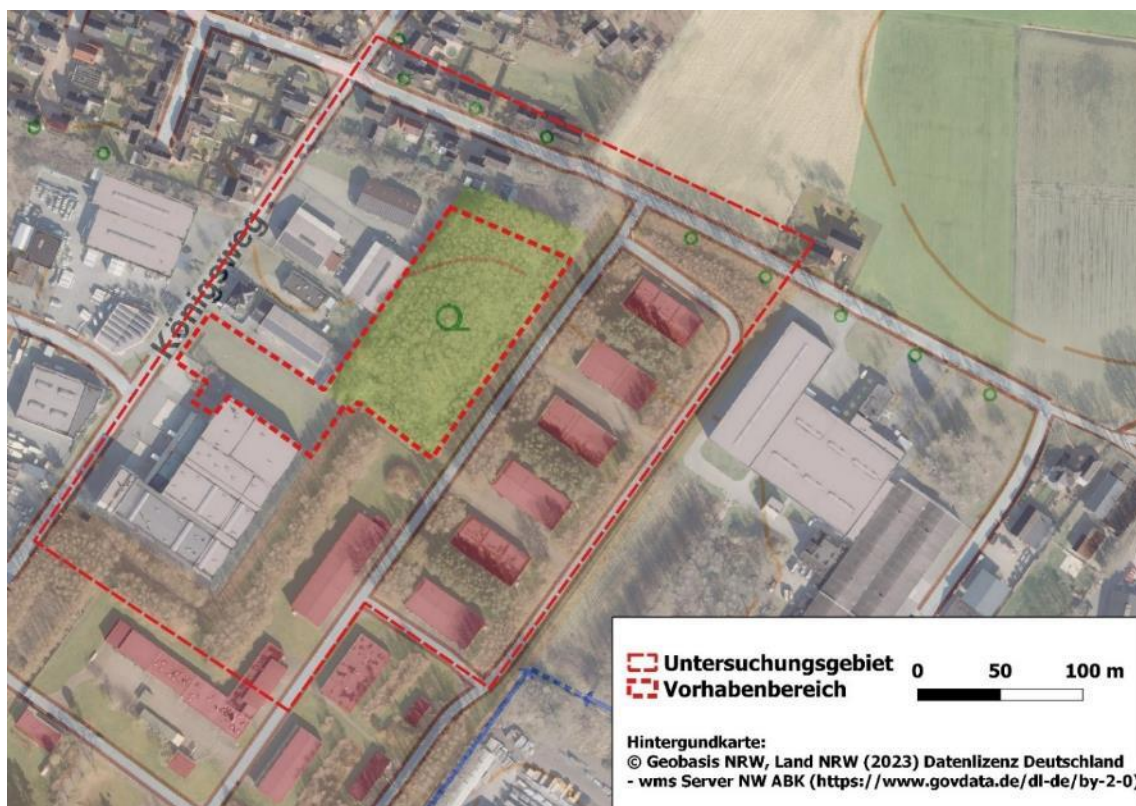 Königsweg
Untersuchungsgebiet
Vorhabenbereich
0 50 100 m
Hintergundkarte:
© Geobasis NRW, Land NRW (2023) Datenlizenz Deutschland
- wms Server NW ABK (https://www.govdata.de/dl-de/by-2-0)